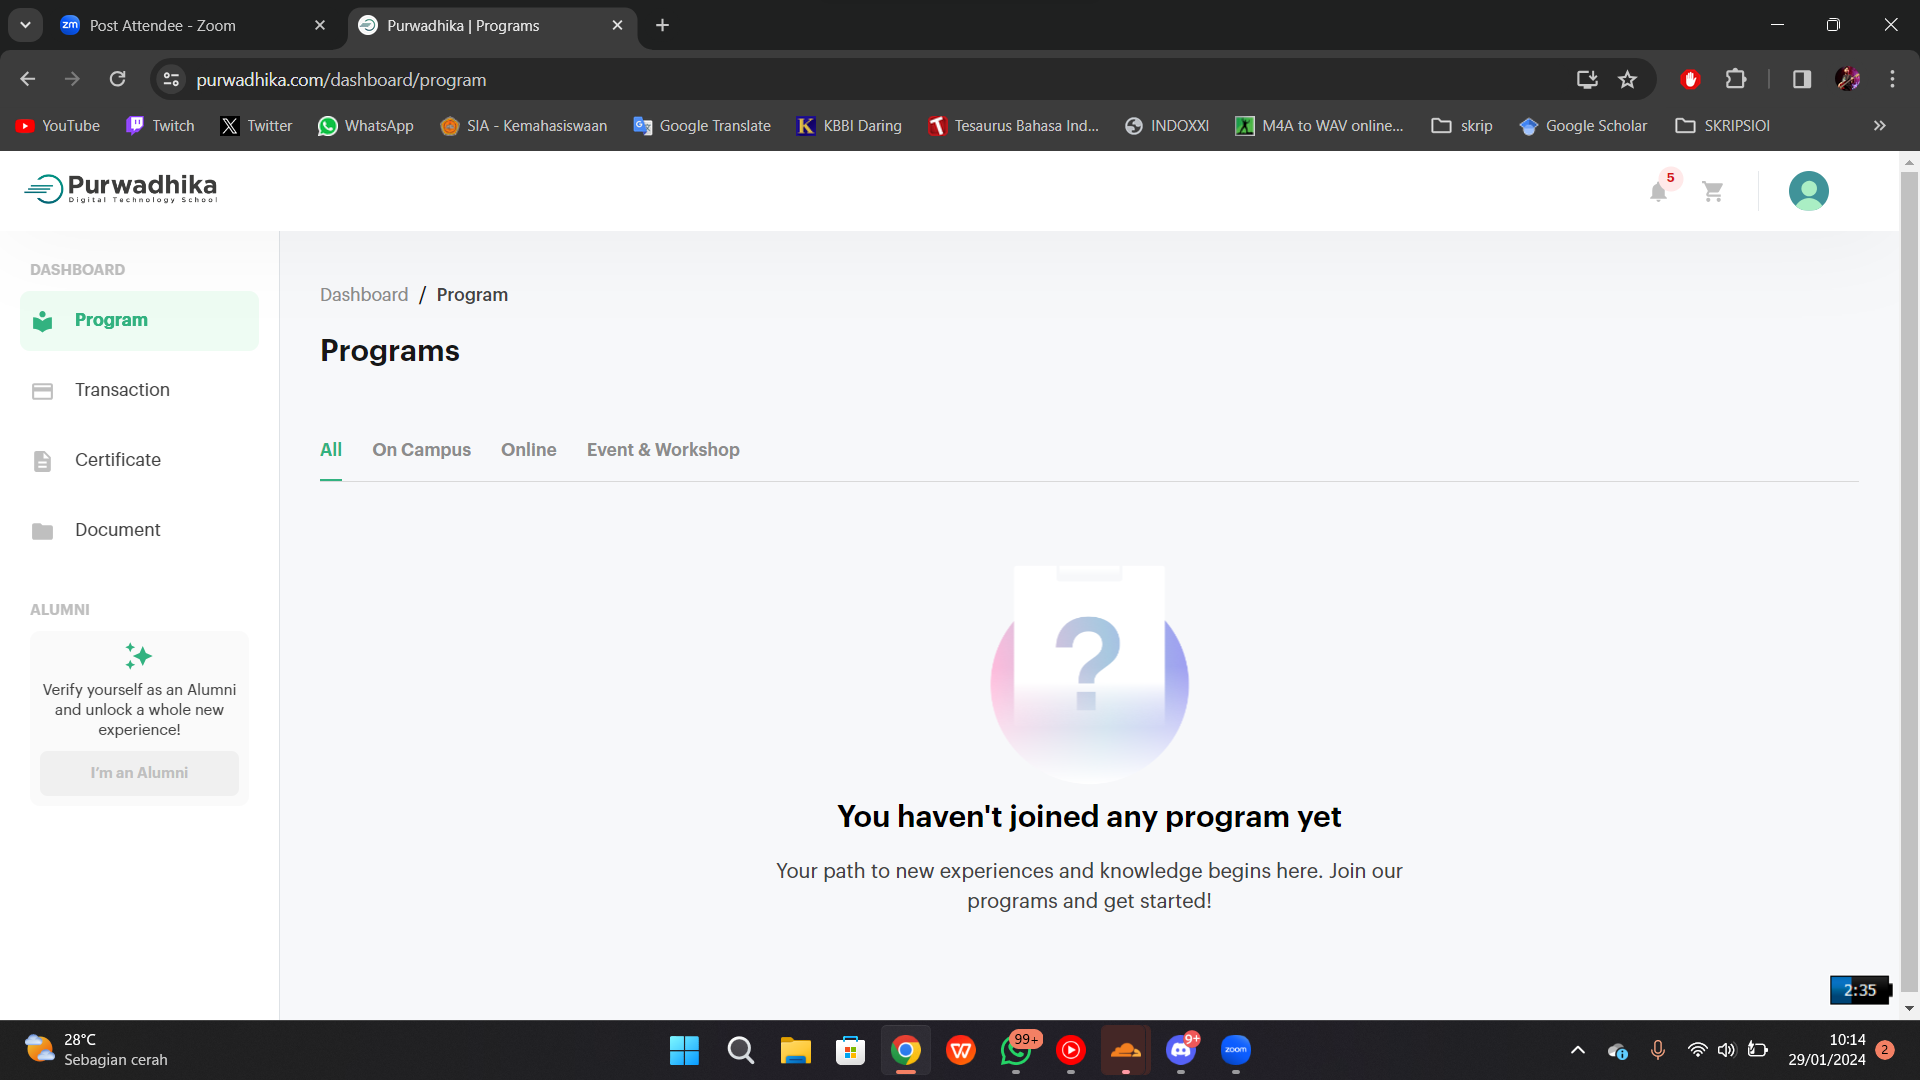 Post Attendee - Zoom
Purwadhika | Programs
purwadhika.com/dashboard/program
YouTube
Twitch
Twitter
WhatsApp
SIA - Kemahasiswaan
Google Translate
KBBI Daring
Tesaurus Bahasa Ind...
INDOXXI
M4A to WAV online...
skrip
Google Scholar
SKRIPSIOI
Purwadhika
Digital Technology School
5
DASHBOARD
Program
Transaction
Certificate
Document
ALUMNI
Verify yourself as an Alumni
and unlock a whole new
experience!
I'm an Alumni
Dashboard / Program
Programs
All
On Campus
Online
Event & Workshop
?
You haven't joined any program yet
Your path to new experiences and knowledge begins here. Join our
programs and get started!
2:35
28°C
Sebagian cerah
99+
9+
zoom
10:14
29/01/2024
2